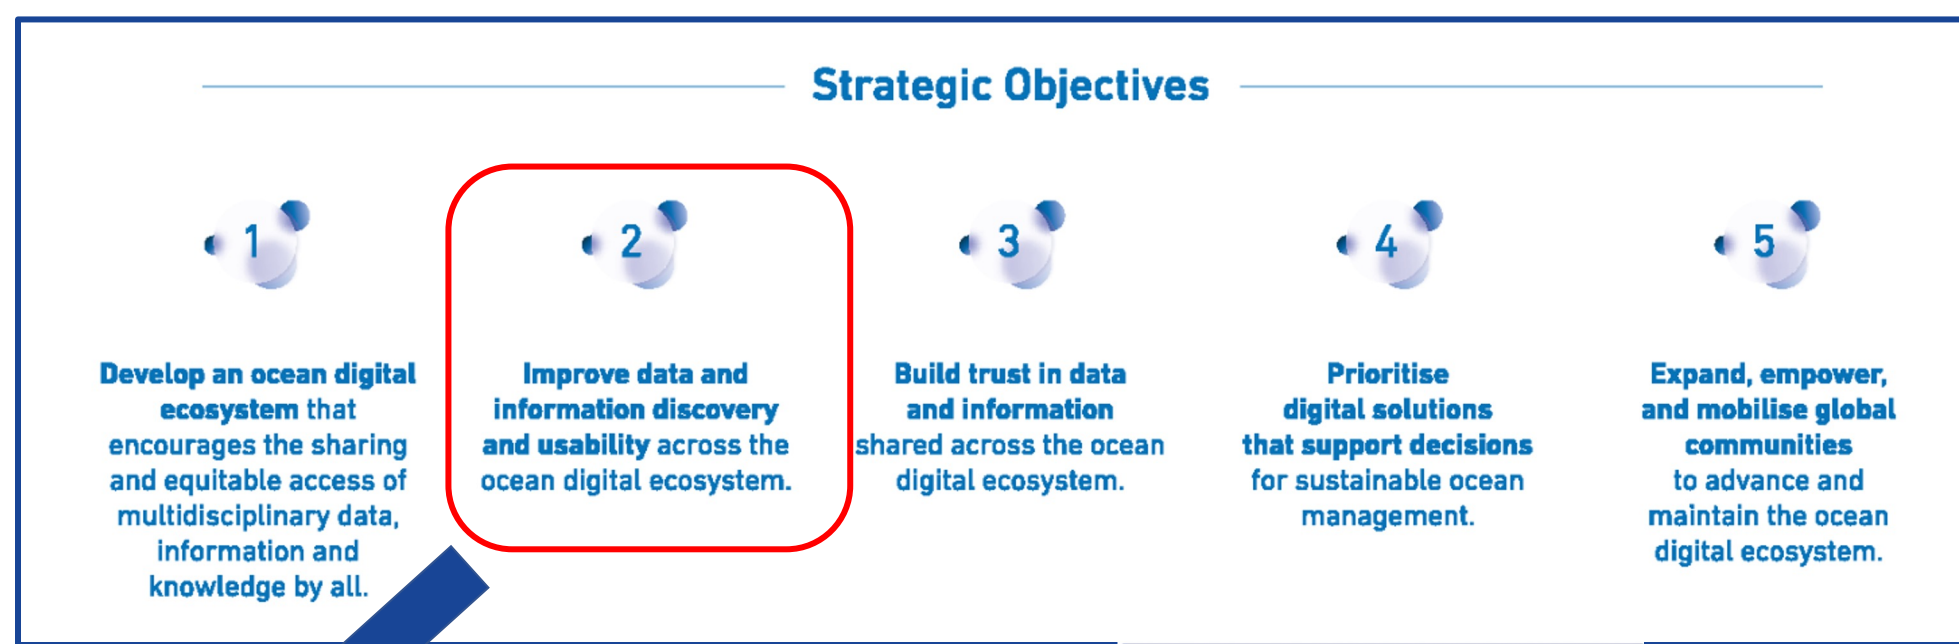 Strategic Objectives
1
Develop an ocean digital
ecosystem that
encourages the sharing
and equitable access of
multidisciplinary data,
information and
knowledge by all.
2
Improve data and
information discovery
and usability across the
ocean digital ecosystem.
3
Build trust in data
and information
shared across the ocean
digital ecosystem.
4
Prioritise
digital solutions
that support decisions
for sustainable ocean
management.
5
Expand, empower,
and mobilise global
communities
to advance and
maintain the ocean
digital ecosystem.